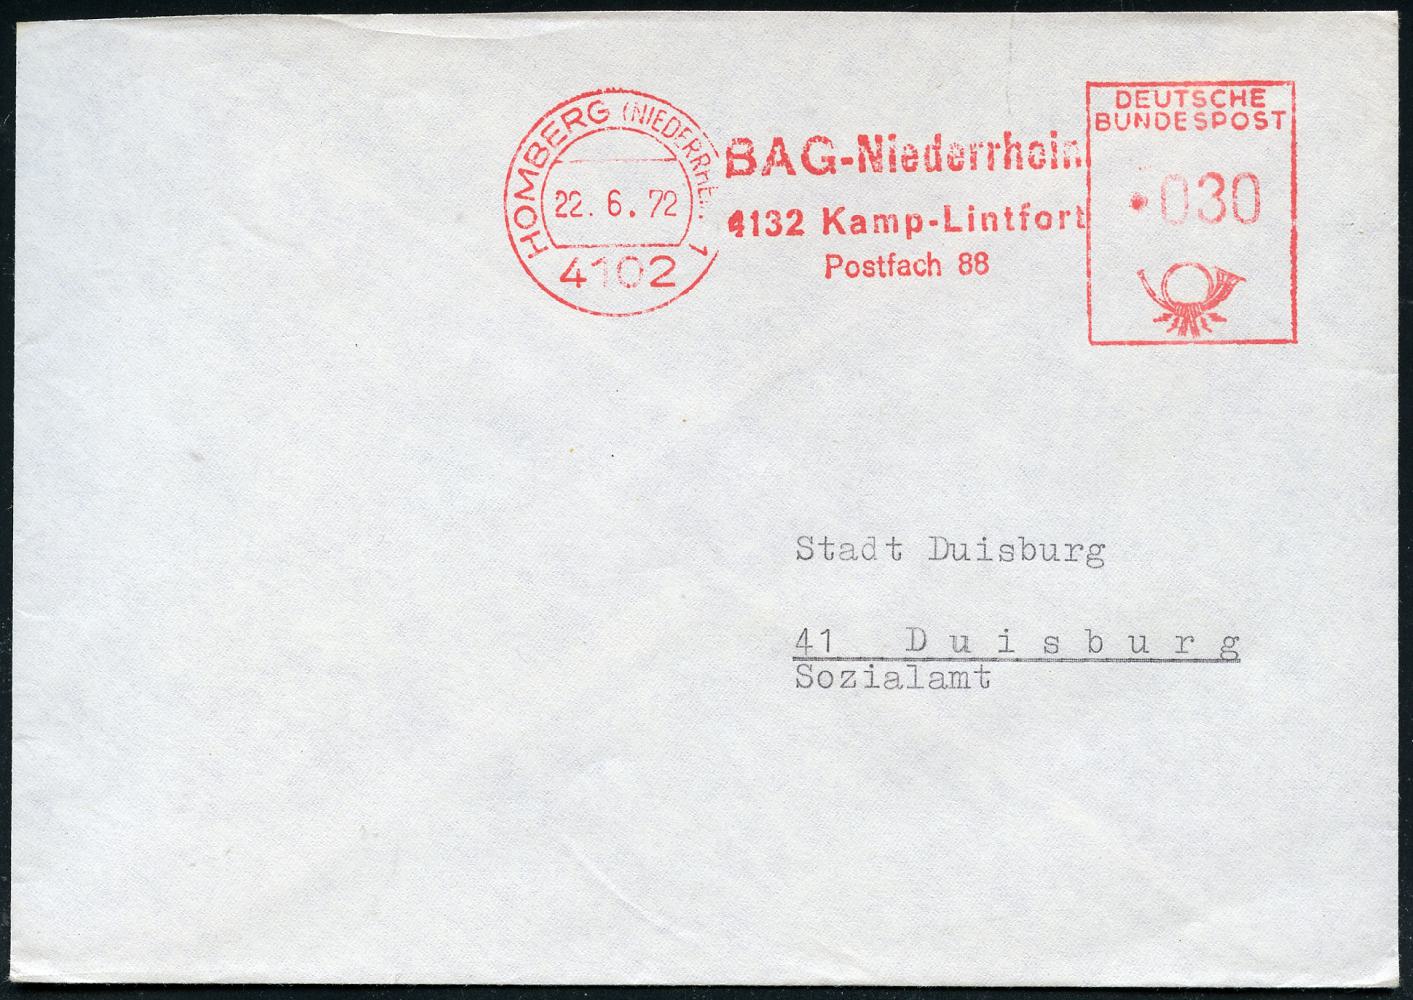 HOMBERG (NIEDERRHEIN) 1
22. 6. 72
4102
BAG-Niederrhein
4132 Kamp-Lintfort
Postfach 88
DEUTSCHE
BUNDESPOST
030
Stadt Duisburg
41 Duisburg
Sozialamt